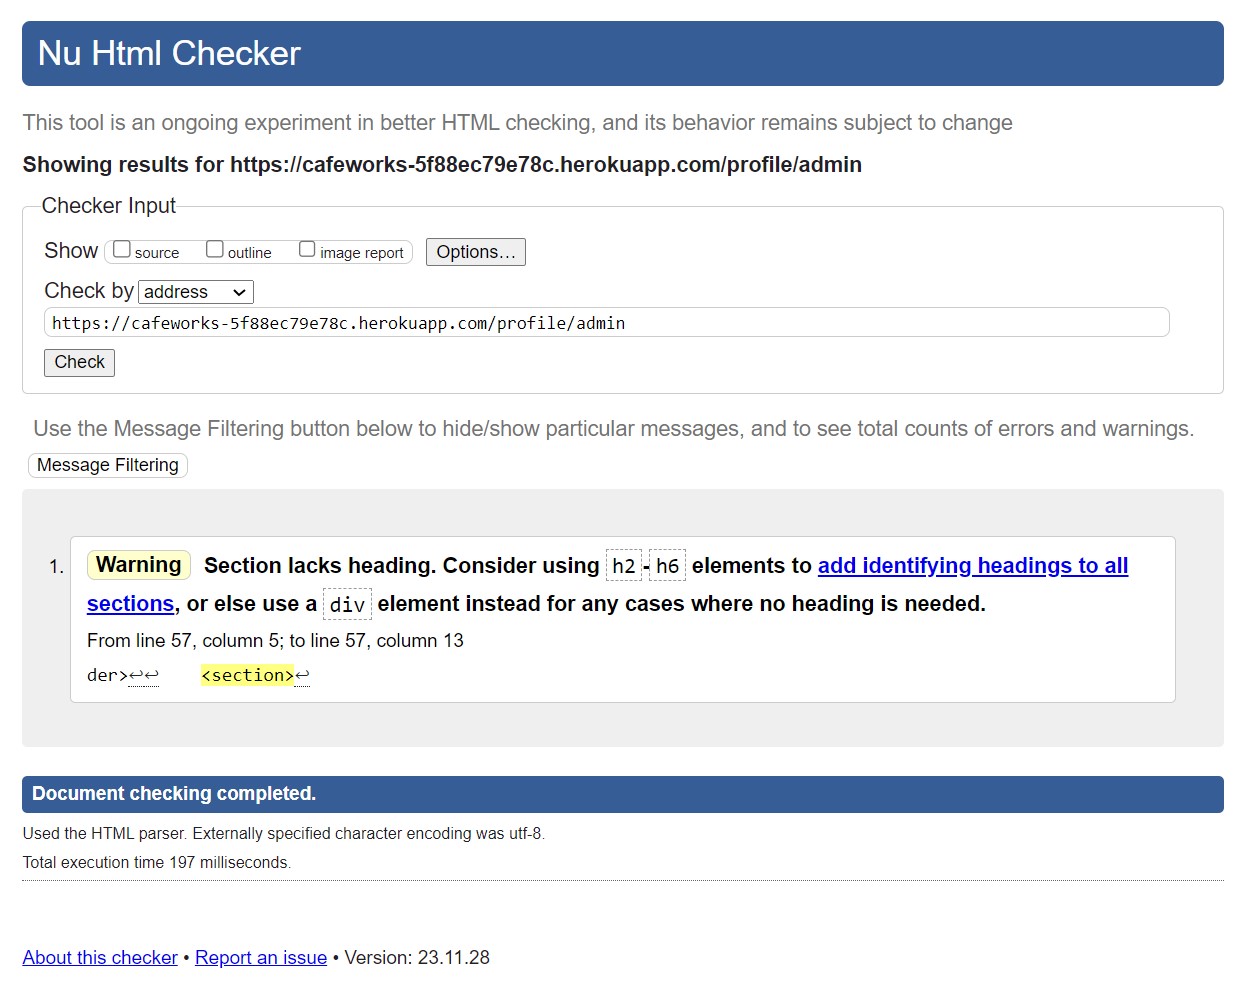 Nu Html Checker
This tool is an ongoing experiment in better HTML checking, and its behavior remains subject to change
Showing results for https://cafeworks-5f88ec79e78c.herokuapp.com/profile/admin
Checker Input
Show source outline image report Options...
Check by address
https://cafeworks-5f88ec79e78c.herokuapp.com/profile/admin
Check
Use the Message Filtering button below to hide/show particular messages, and to see total counts of errors and warnings.
Message Filtering
1. Warning Section lacks heading. Consider using h2-h6 elements to add identifying headings to all
sections, or else use a div element instead for any cases where no heading is needed.
From line 57, column 5; to line 57, column 13
der>↩↩ <section>↩
Document checking completed.
Used the HTML parser. Externally specified character encoding was utf-8.
Total execution time 197 milliseconds.
About this checker • Report an issue • Version: 23.11.28